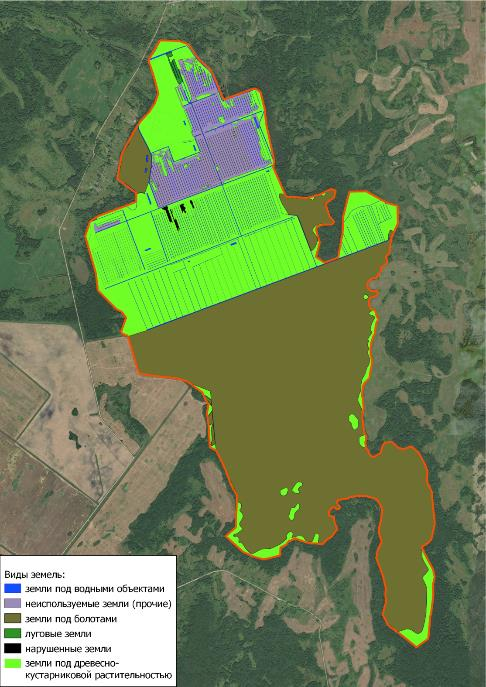 Виды земель:
земли под водными объектами
неиспользуемые земли (прочие)
земли под болотами
луговые земли
нарушенные земли
земли под древесно-
кустарниковой растительностью